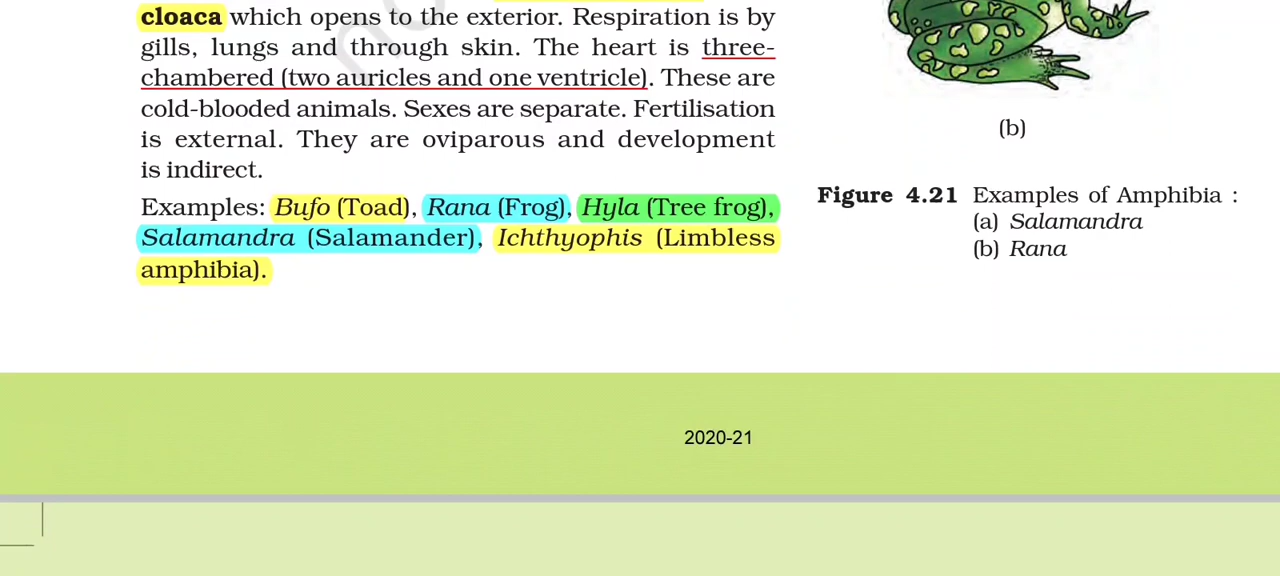 cloaca which opens to the exterior. Respiration is by
gills, lungs and through skin. The heart is three-
chambered (two auricles and one ventricle). These are
cold-blooded animals. Sexes are separate. Fertilisation
is external. They are oviparous and development
is indirect.
Examples: Bufo (Toad), Rana (Frog), Hyla (Tree frog),
Salamandra (Salamander), Ichthyophis (Limbless
amphibia).
(b)
Figure 4.21 Examples of Amphibia :
(a) Salamandra
(b) Rana
2020-21